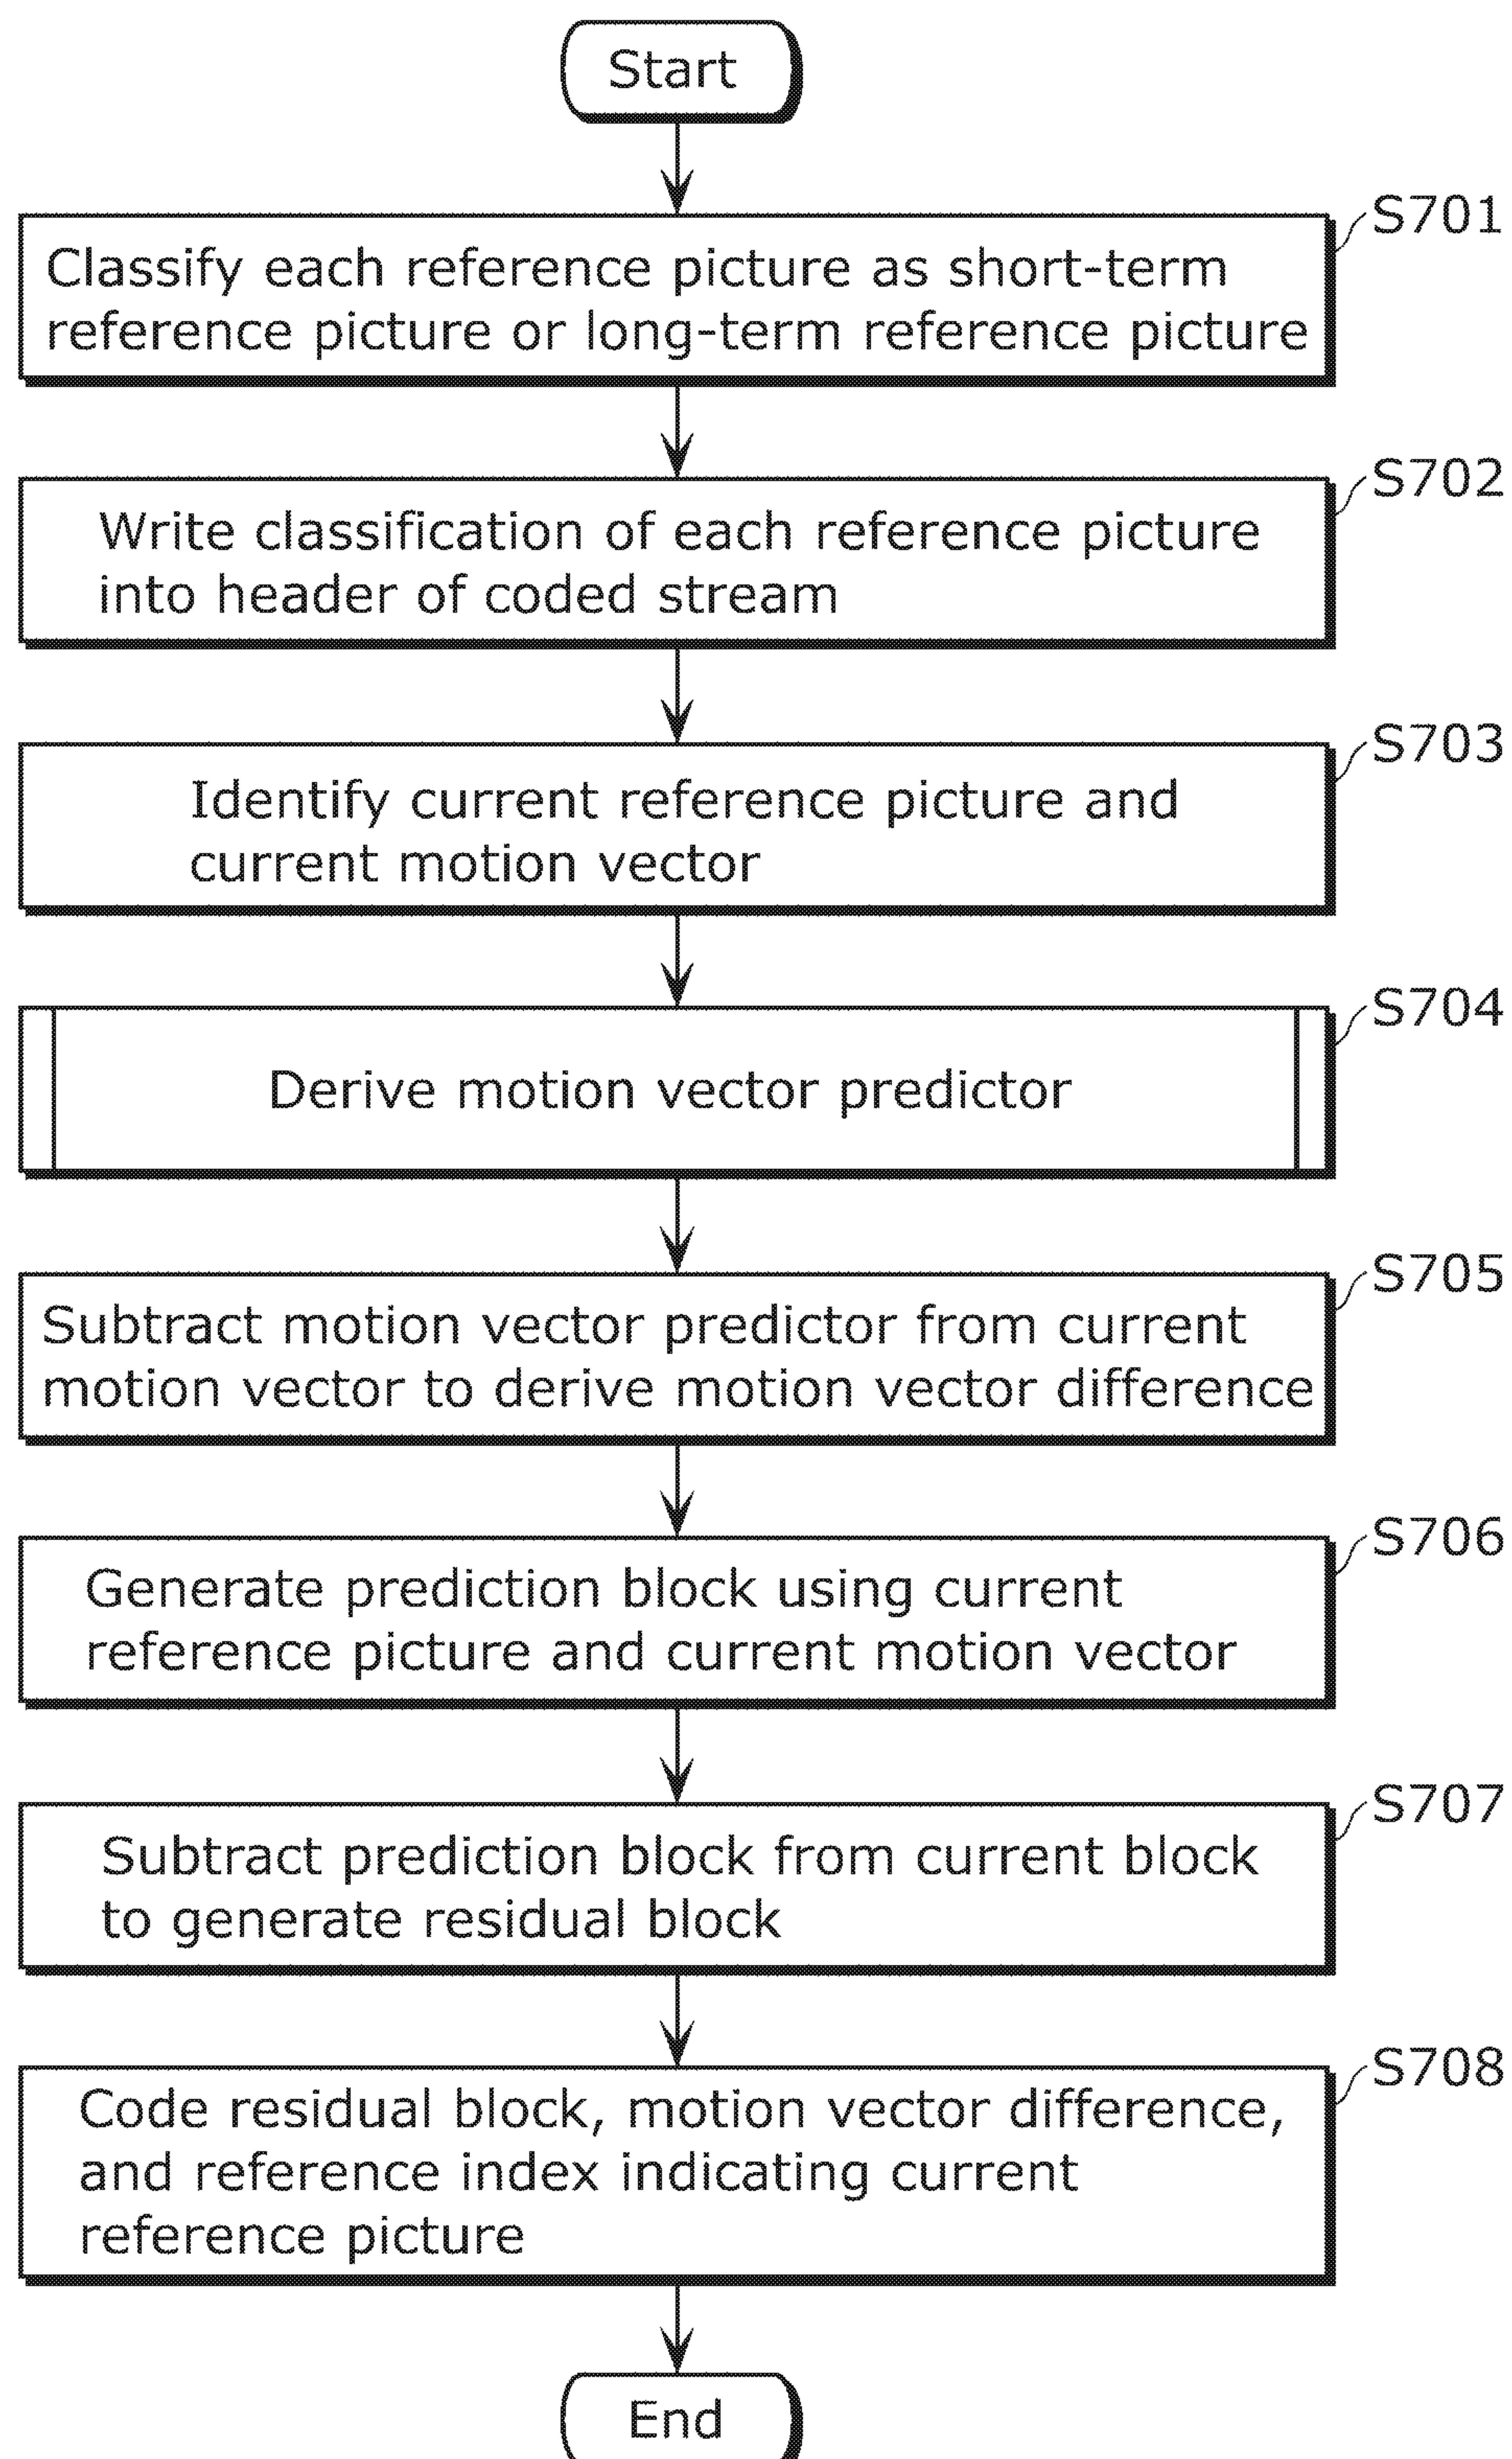 Start
S701
Classify each reference picture as short-term
reference picture or long-term reference picture
S702
Write classification of each reference picture
into header of coded stream
S703
Identify current reference picture and
current motion vector
S704
Derive motion vector predictor
S705
Subtract motion vector predictor from current
motion vector to derive motion vector difference
S706
Generate prediction block using current
reference picture and current motion vector
S707
Subtract prediction block from current block
to generate residual block
S708
Code residual block, motion vector difference,
and reference index indicating current
reference picture
End